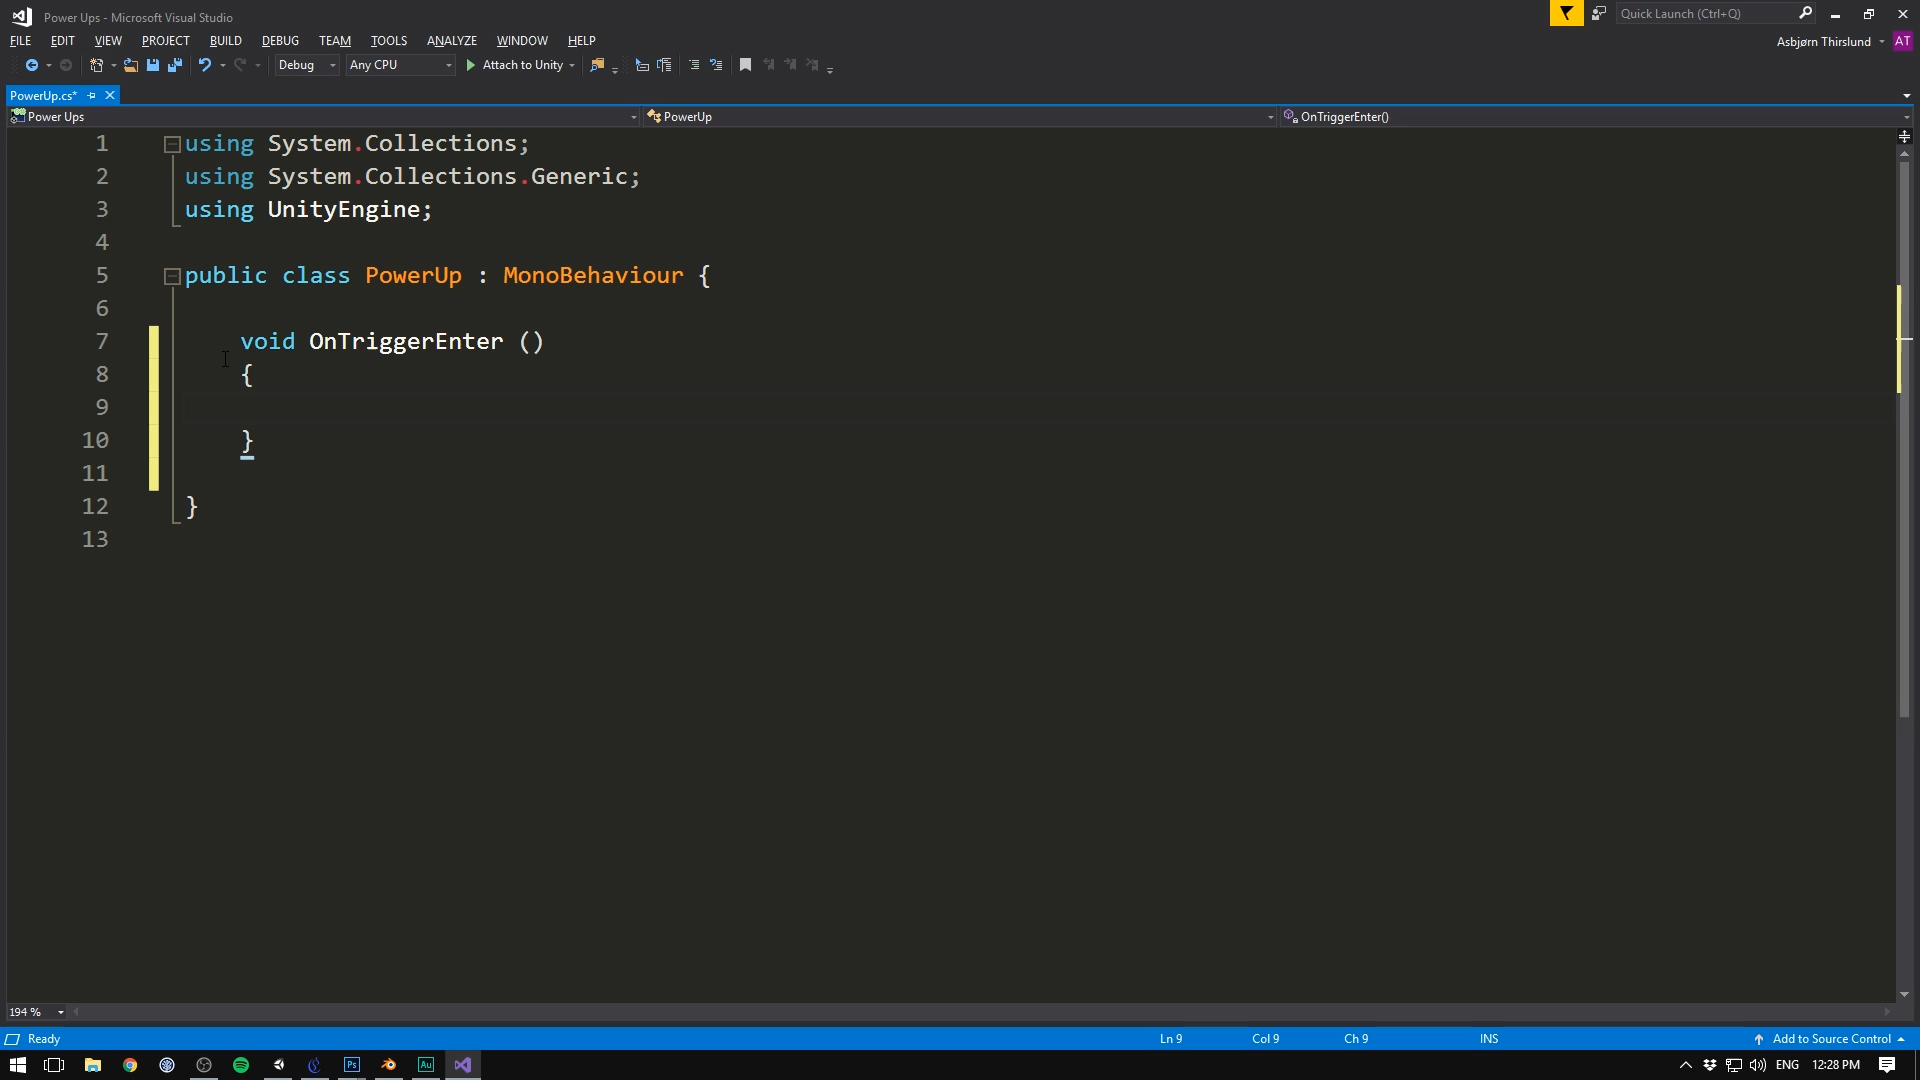 Power Ups - Microsoft Visual Studio
Quick Launch (Ctrl+Q)
FILE EDIT VIEW PROJECT BUILD DEBUG TEAM TOOLS ANALYZE WINDOW HELP
Asbjørn Thirslund AT
Debug Any CPU Attach to Unity
PowerUp.cs*
Power Ups PowerUp OnTriggerEnter()
1 using System.Collections;
2 using System.Collections.Generic;
3 using UnityEngine;
4
5 public class PowerUp : MonoBehaviour {
6
7 void OnTriggerEnter ()
8 {
9
10 }
11
12 }
13
194 %
Ready Ln 9 Col 9 Ch 9 INS Add to Source Control
Ps Au ENG 12:28 PM